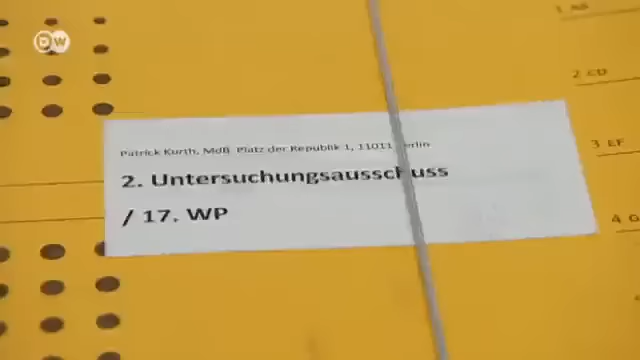 DW
Patrick Kurth, MdB Platz der Republik 1, 11011 Berlin
2. Untersuchungsausschuss
/ 17. WP
2 CD
3 EF